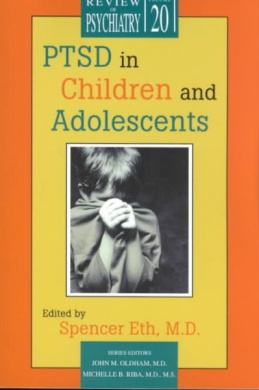 REVIEW
OF
PSYCHIATRY
VOLUME
20
PTSD in
Children and
Adolescents
Edited by
Spencer Eth, M.D.
SERIES EDITORS
JOHN M. OLDHAM, M.D.
MICHELLE B. RIBA, M.D., M.S.